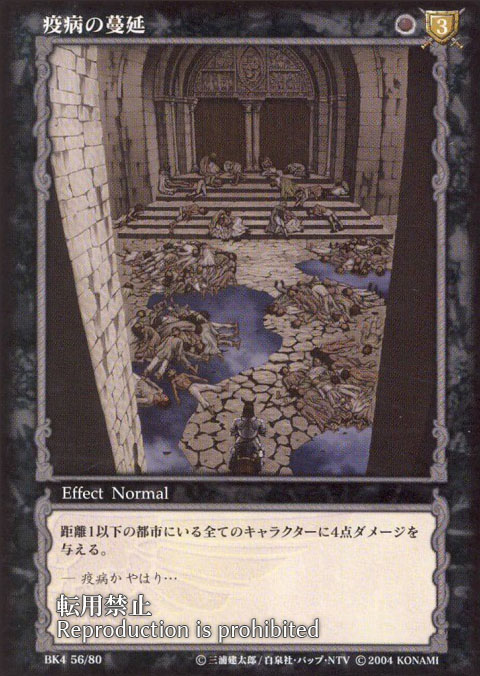 疫病の蔓延
3
Effect Normal
距離1以下の都市にいる全てのキャラクターに4点ダメージを
与える。
― 疫病か やはり…
転用禁止
Reproduction is prohibited
BK4 56/80
©三浦建太郎/白泉社・バップ・NTV ©2004 KONAMI